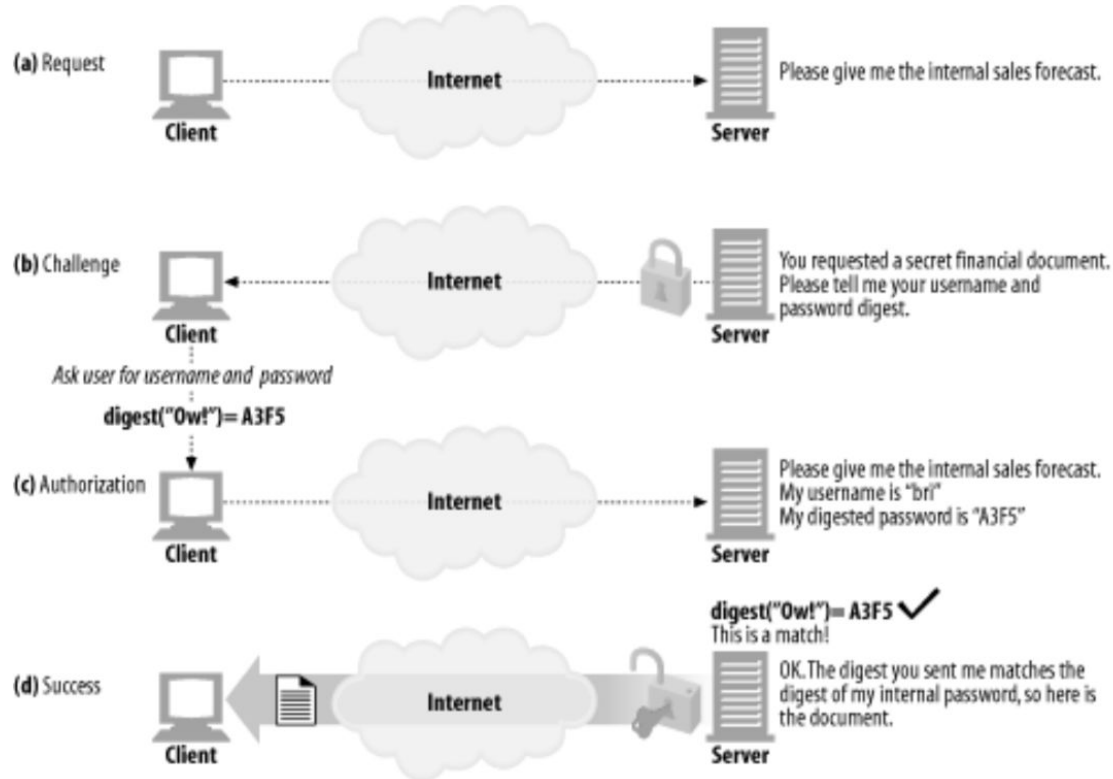 (a) Request
Internet
Please give me the internal sales forecast.
Client
Server
(b) Challenge
Internet
You requested a secret financial document.
Please tell me your username and
password digest.
Client
Server
Ask user for username and password
digest("Ow!")= A3F5
(c) Authorization
Internet
Please give me the internal sales forecast.
My username is "bri"
My digested password is "A3F5"
Client
Server
digest("Ow!")= A3F5
This is a match!
(d) Success
Internet
OK. The digest you sent me matches the
digest of my internal password, so here is
the document.
Client
Server